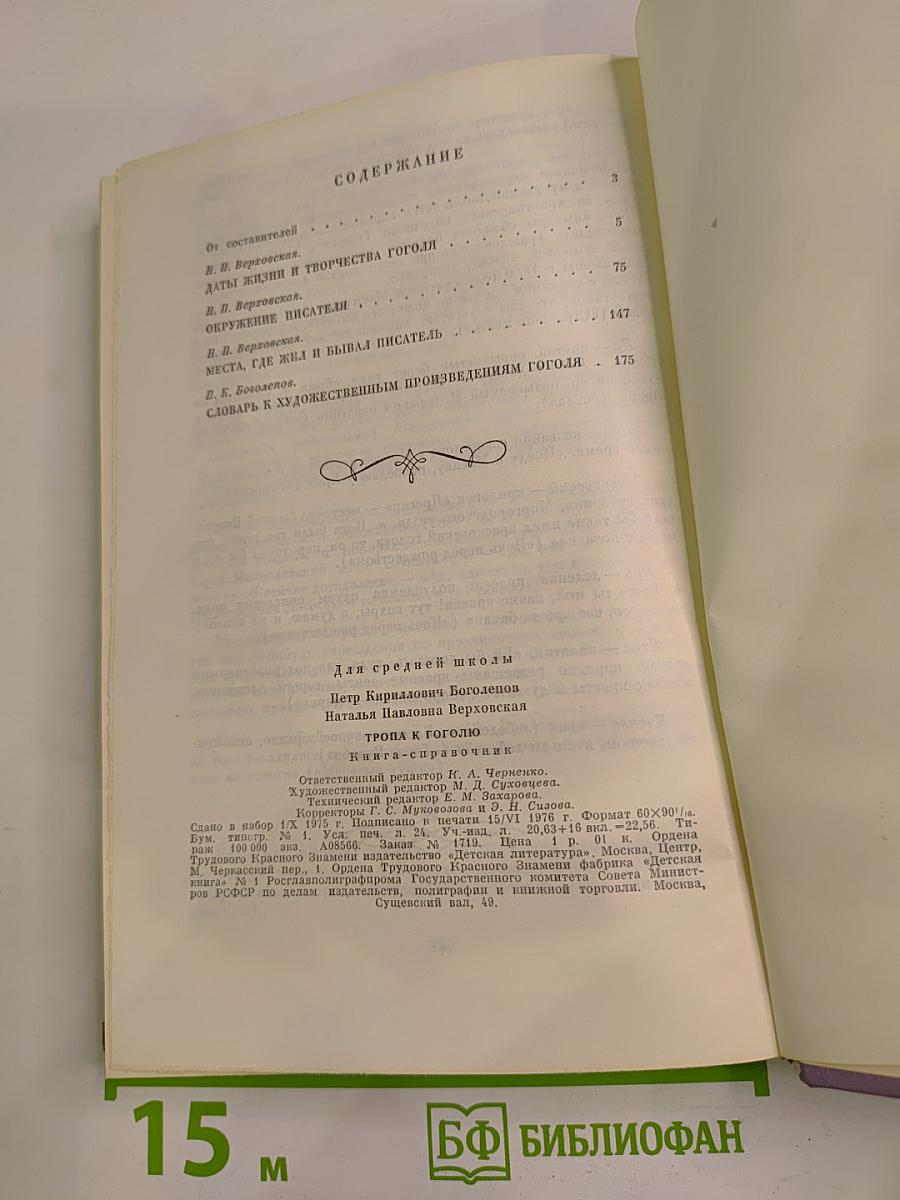 СОДЕРЖАНИЕ
От составителей . . . . . . . . . . . . . . . . 3
Н. П. Верховская.
ДАТЫ ЖИЗНИ И ТВОРЧЕСТВА ГОГОЛЯ . . . . . . . . 5
Н. П. Верховская.
ОКРУЖЕНИЕ ПИСАТЕЛЯ . . . . . . . . . . . . . . 75
Н. П. Верховская.
МЕСТА, ГДЕ ЖИЛ И БЫВАЛ ПИСАТЕЛЬ . . . . . . . . 147
П. К. Боголепов.
СЛОВАРЬ К ХУДОЖЕСТВЕННЫМ ПРОИЗВЕДЕНИЯМ ГОГОЛЯ . 175
Для средней школы
Петр Кириллович Боголепов
Наталья Павловна Верховская
ТРОПА К ГОГОЛЮ
Книга-справочник
Ответственный редактор К. А. Черненко.
Художественный редактор М. Д. Суховцева.
Технический редактор Е. М. Захарова.
Корректоры Г. С. Муковозова и Э. Н. Сизова.
Сдано в набор 1/X 1975 г. Подписано к печати 15/VI 1976 г. Формат 60×90¹/₁₆.
Бум. типогр. № 1. Усл. печ. л. 24. Уч.-изд. л. 20,63+16 вкл.=22,56. Ти-
раж 100 000 экз. А08566. Заказ № 1719. Цена 1 р. 01 к. Ордена
Трудового Красного Знамени издательство «Детская литература». Москва, Центр,
М. Черкасский пер., 1. Ордена Трудового Красного Знамени фабрика «Детская
книга» № 1 Росглавполиграфпрома Государственного комитета Совета Минист-
ров РСФСР по делам издательств, полиграфии и книжной торговли. Москва,
Сущевский вал, 49.
15 м
БФ БИБЛИОФАН